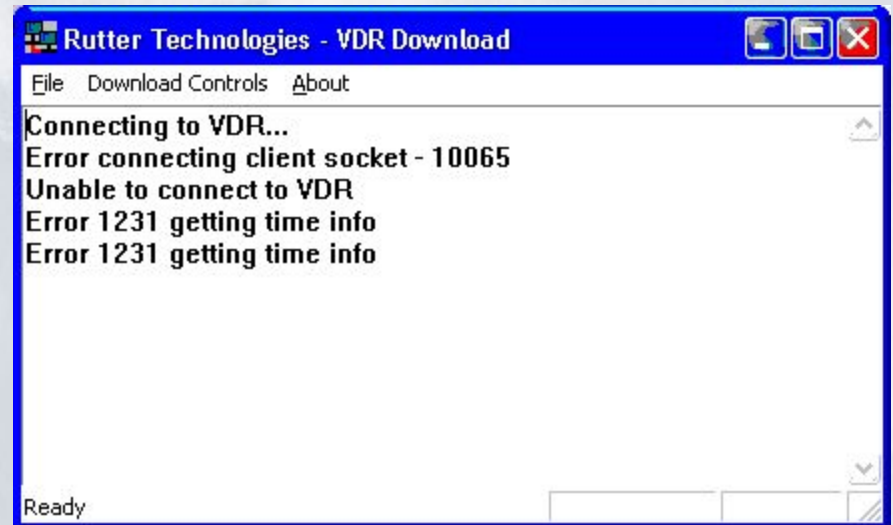 Rutter Technologies - VDR Download
File Download Controls About
Connecting to VDR...
Error connecting client socket - 10065
Unable to connect to VDR
Error 1231 getting time info
Error 1231 getting time info
Ready